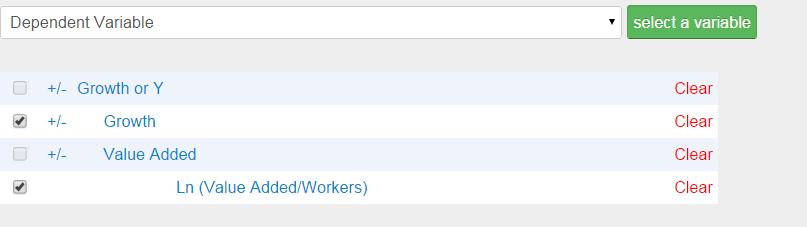 Dependent Variable select a variable
+/- Growth or Y Clear
+/- Growth Clear
+/- Value Added Clear
Ln (Value Added/Workers) Clear